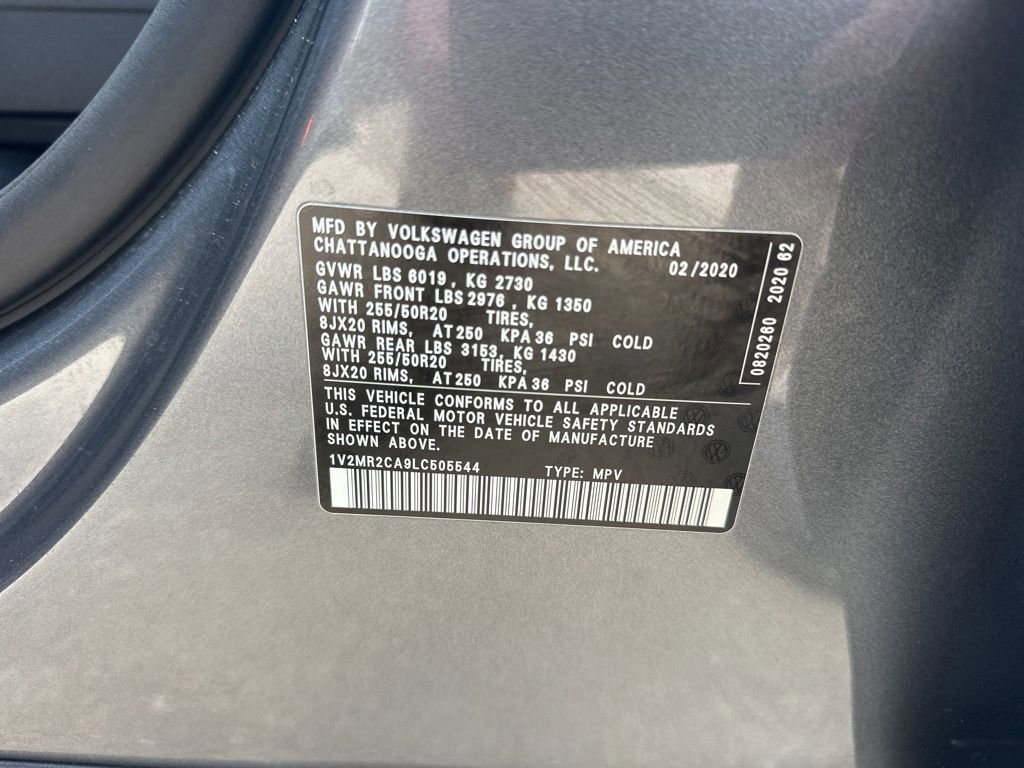 MFD BY VOLKSWAGEN GROUP OF AMERICA
CHATTANOOGA OPERATIONS, LLC. 02/2020
GVWR LBS 6019, KG 2730
GAWR FRONT LBS 2976, KG 1350
WITH 255/50R20 TIRES,
8JX20 RIMS, AT 250 KPA 36 PSI COLD
GAWR REAR LBS 3153, KG 1430
WITH 255/50R20 TIRES,
8JX20 RIMS, AT 250 KPA 36 PSI COLD
THIS VEHICLE CONFORMS TO ALL APPLICABLE
U.S. FEDERAL MOTOR VEHICLE SAFETY STANDARDS
IN EFFECT ON THE DATE OF MANUFACTURE
SHOWN ABOVE.
1V2MR2CA9LC505544 TYPE: MPV
0820260 2020 62